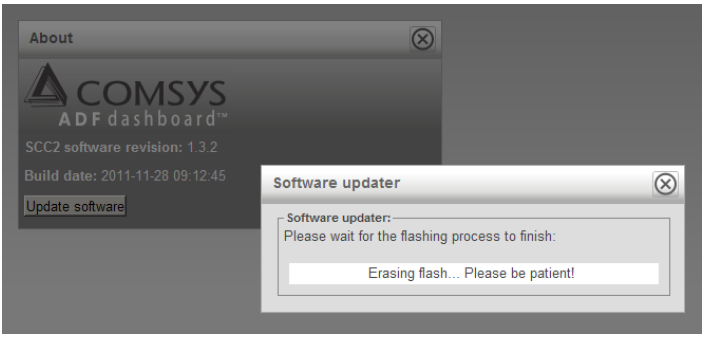 About
COMSYS
ADF dashboard™
SCC2 software revision: 1.3.2
Build date: 2011-11-28 09:12:45
Update software
Software updater
Software updater:
Please wait for the flashing process to finish:
Erasing flash... Please be patient!